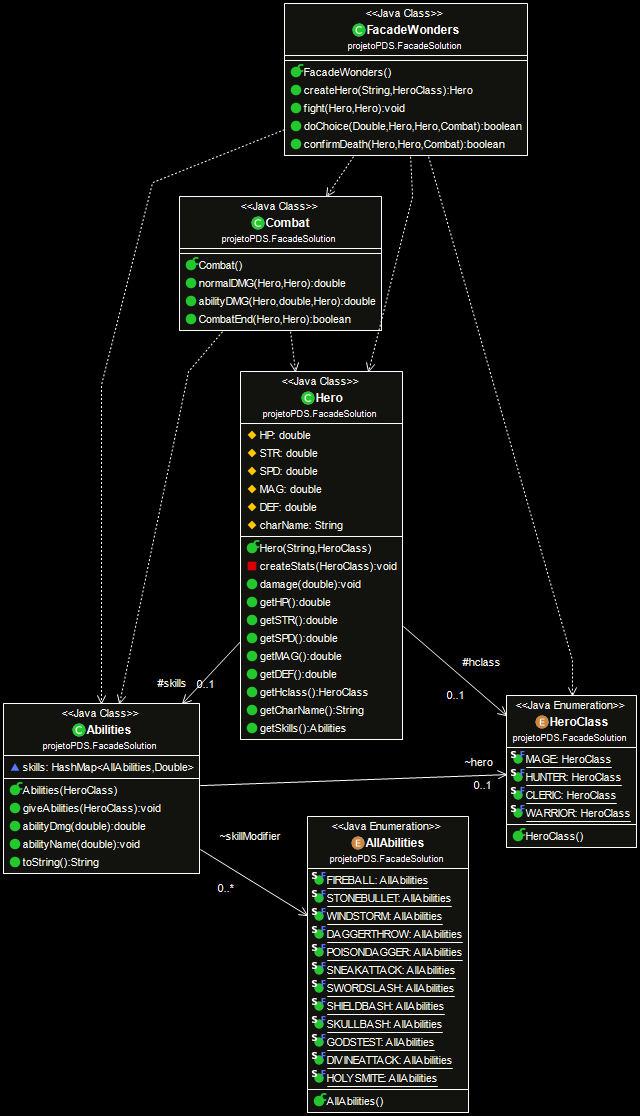 <<Java Class>>
FacadeWonders
projetoPDS.FacadeSolution
FacadeWonders()
createHero(String,HeroClass):Hero
fight(Hero,Hero):void
doChoice(Double,Hero,Hero,Combat):boolean
confirmDeath(Hero,Hero,Combat):boolean
<<Java Class>>
Combat
projetoPDS.FacadeSolution
Combat()
normalDMG(Hero,Hero):double
abilityDMG(Hero,double,Hero):double
CombatEnd(Hero,Hero):boolean
<<Java Class>>
Hero
projetoPDS.FacadeSolution
HP: double
STR: double
SPD: double
MAG: double
DEF: double
charName: String
Hero(String,HeroClass)
createStats(HeroClass):void
damage(double):void
getHP():double
getSTR():double
getSPD():double
getMAG():double
getDEF():double
getHclass():HeroClass
getCharName():String
getSkills():Abilities
#skills
0..1
#hclass
0..1
<<Java Class>>
Abilities
projetoPDS.FacadeSolution
skills: HashMap<AllAbilities,Double>
Abilities(HeroClass)
giveAbilities(HeroClass):void
abilityDmg(double):double
abilityName(double):void
toString():String
~hero
0..1
<<Java Enumeration>>
HeroClass
projetoPDS.FacadeSolution
MAGE: HeroClass
HUNTER: HeroClass
CLERIC: HeroClass
WARRIOR: HeroClass
HeroClass()
~skillModifier
0..*
<<Java Enumeration>>
AllAbilities
projetoPDS.FacadeSolution
FIREBALL: AllAbilities
STONEBULLET: AllAbilities
WINDSTORM: AllAbilities
DAGGERTHROW: AllAbilities
POISONDAGGER: AllAbilities
SNEAKATTACK: AllAbilities
SWORDSLASH: AllAbilities
SHIELDBASH: AllAbilities
SKULLBASH: AllAbilities
GODSTEST: AllAbilities
DIVINEATTACK: AllAbilities
HOLYSMITE: AllAbilities
AllAbilities()